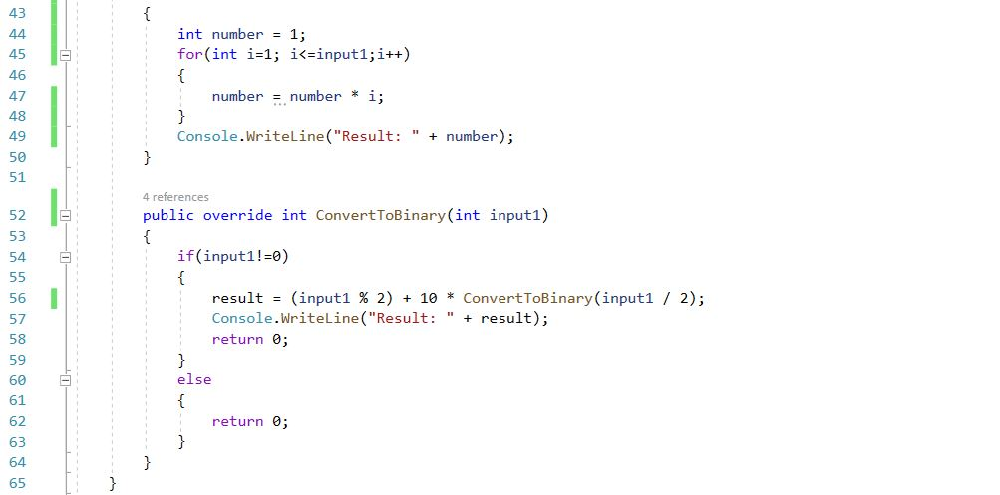 43 {
44 int number = 1;
45 for(int i=1; i<=input1;i++)
46 {
47 number = number * i;
48 }
49 Console.WriteLine("Result: " + number);
50 }
51
4 references
52 public override int ConvertToBinary(int input1)
53 {
54 if(input1!=0)
55 {
56 result = (input1 % 2) + 10 * ConvertToBinary(input1 / 2);
57 Console.WriteLine("Result: " + result);
58 return 0;
59 }
60 else
61 {
62 return 0;
63 }
64 }
65 }